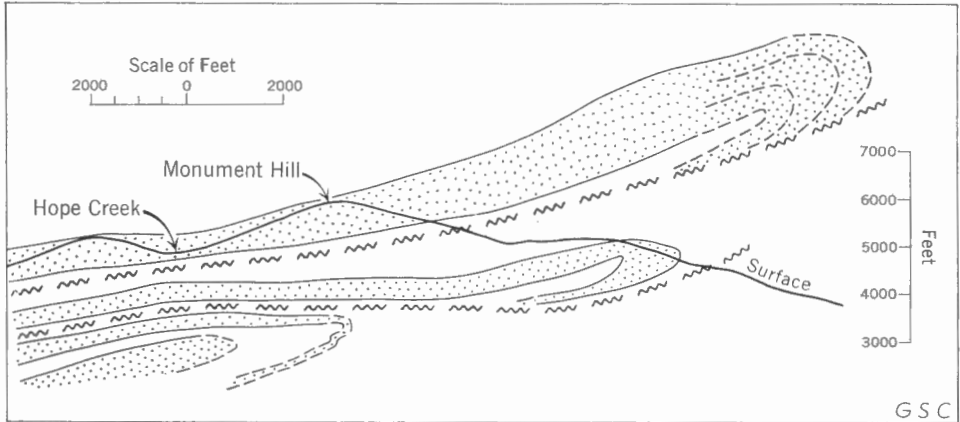 Scale of Feet
2000 0 2000
Monument Hill
Hope Creek
7000
6000
5000
4000
3000
Feet
Surface
GSC